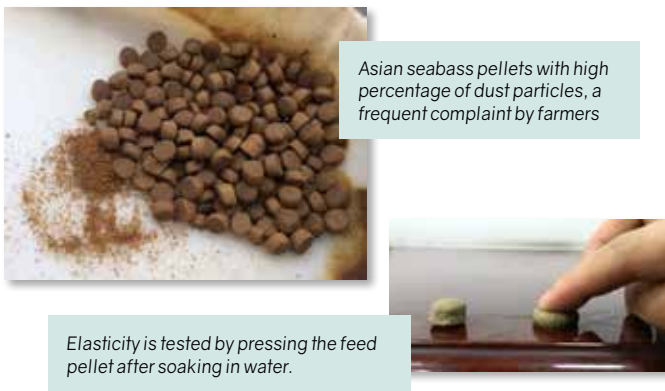 Asian seabass pellets with high
percentage of dust particles, a
frequent complaint by farmers
Elasticity is tested by pressing the feed
pellet after soaking in water.